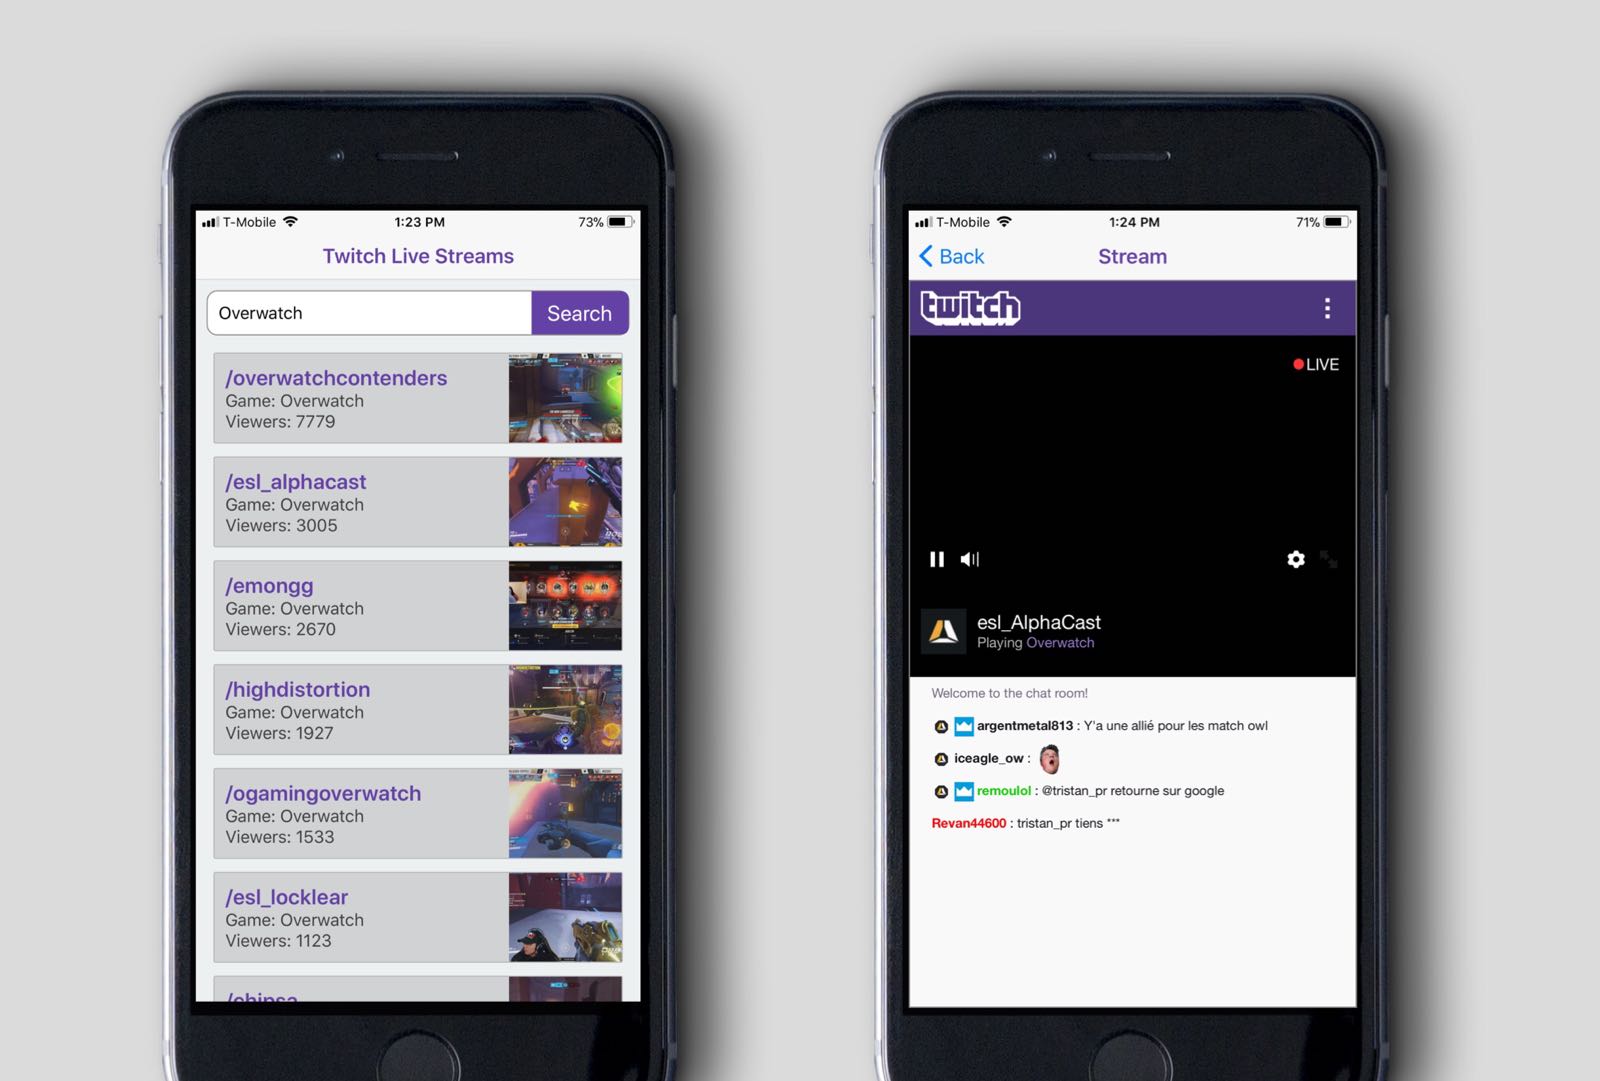 T-Mobile 1:23 PM 73%
Twitch Live Streams
Overwatch Search
/overwatchcontenders
Game: Overwatch
Viewers: 7779
/esl_alphacast
Game: Overwatch
Viewers: 3005
/emongg
Game: Overwatch
Viewers: 2670
/highdistortion
Game: Overwatch
Viewers: 1927
/ogamingoverwatch
Game: Overwatch
Viewers: 1533
/esl_locklear
Game: Overwatch
Viewers: 1123
/chipsa
T-Mobile 1:24 PM 71%
Back Stream
twitch
LIVE
esl_AlphaCast
Playing Overwatch
Welcome to the chat room!
argentmetal813 : Y'a une allié pour les match owl
iceagle_ow :
remoulol : @tristan_pr retourne sur google
Revan44600 : tristan_pr tiens ***